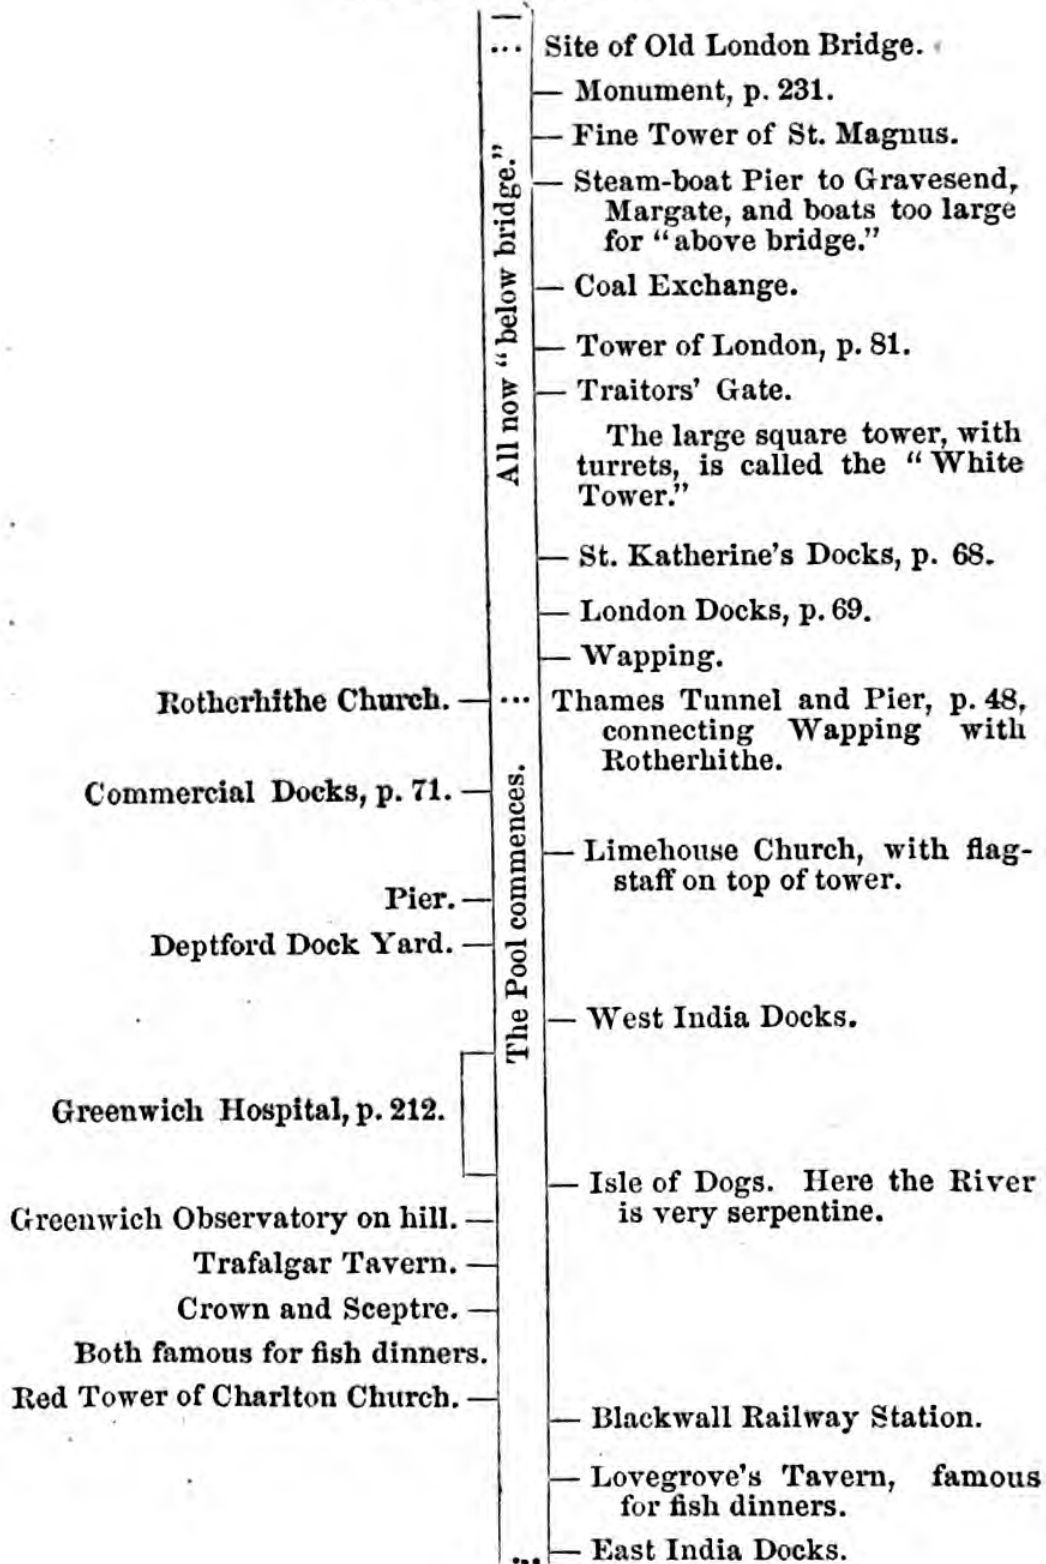 ... Site of Old London Bridge.
— Monument, p. 231.
— Fine Tower of St. Magnus.
— Steam-boat Pier to Gravesend,
Margate, and boats too large
for "above bridge."
— Coal Exchange.
— Tower of London, p. 81.
— Traitors' Gate.
The large square tower, with
turrets, is called the "White
Tower."
All now "below bridge."
— St. Katherine's Docks, p. 68.
— London Docks, p. 69.
— Wapping.
Rotherhithe Church. — ... Thames Tunnel and Pier, p. 48,
connecting Wapping with
Rotherhithe.
Commercial Docks, p. 71. —
The Pool commences.
— Limehouse Church, with flag-
staff on top of tower.
Pier. —
Deptford Dock Yard. —
— West India Docks.
Greenwich Hospital, p. 212.
— Isle of Dogs. Here the River
is very serpentine.
Greenwich Observatory on hill. —
Trafalgar Tavern. —
Crown and Sceptre. —
Both famous for fish dinners.
Red Tower of Charlton Church. —
— Blackwall Railway Station.
— Lovegrove's Tavern, famous
for fish dinners.
... — East India Docks.